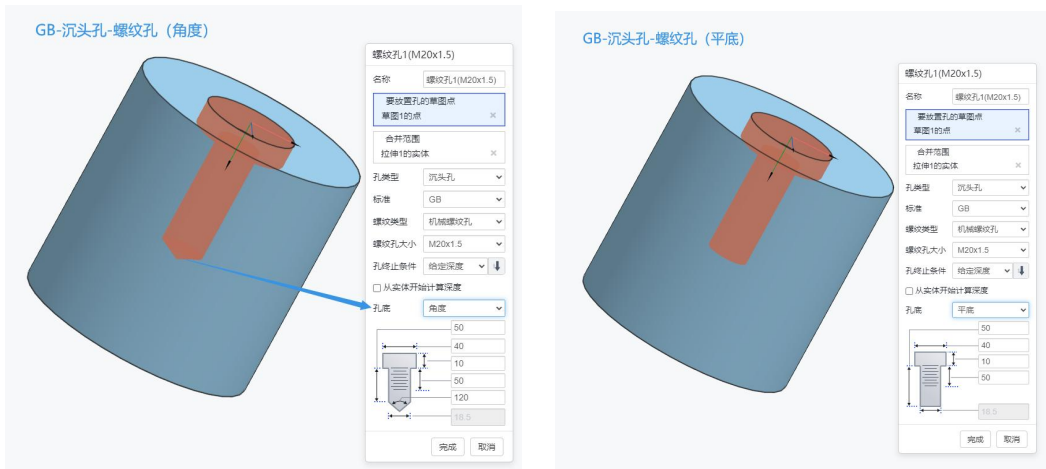 GB-沉头孔-螺纹孔（角度）
螺纹孔1(M20x1.5)
名称 螺纹孔1(M20x1.5)
要放置孔的草图点
草图1的点 ×
合并范围
拉伸1的实体 ×
孔类型 沉头孔
标准 GB
螺纹类型 机械螺纹孔
螺纹孔大小 M20x1.5
孔终止条件 给定深度
从实体开始计算深度
孔底 角度
50
40
10
50
120
18.5
完成 取消
GB-沉头孔-螺纹孔（平底）
螺纹孔1(M20x1.5)
名称 螺纹孔1(M20x1.5)
要放置孔的草图点
草图1的点 ×
合并范围
拉伸1的实体 ×
孔类型 沉头孔
标准 GB
螺纹类型 机械螺纹孔
螺纹孔大小 M20x1.5
孔终止条件 给定深度
从实体开始计算深度
孔底 平底
50
40
10
50
18.5
完成 取消